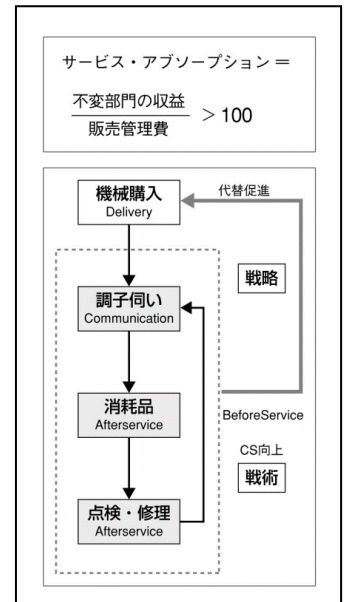 サービス・アブソープション＝
不変部門の収益
販売管理費
＞100
機械購入
Delivery
代替促進
戦略
調子伺い
Communication
消耗品
Afterservice
BeforeService
CS向上
戦術
点検・修理
Afterservice